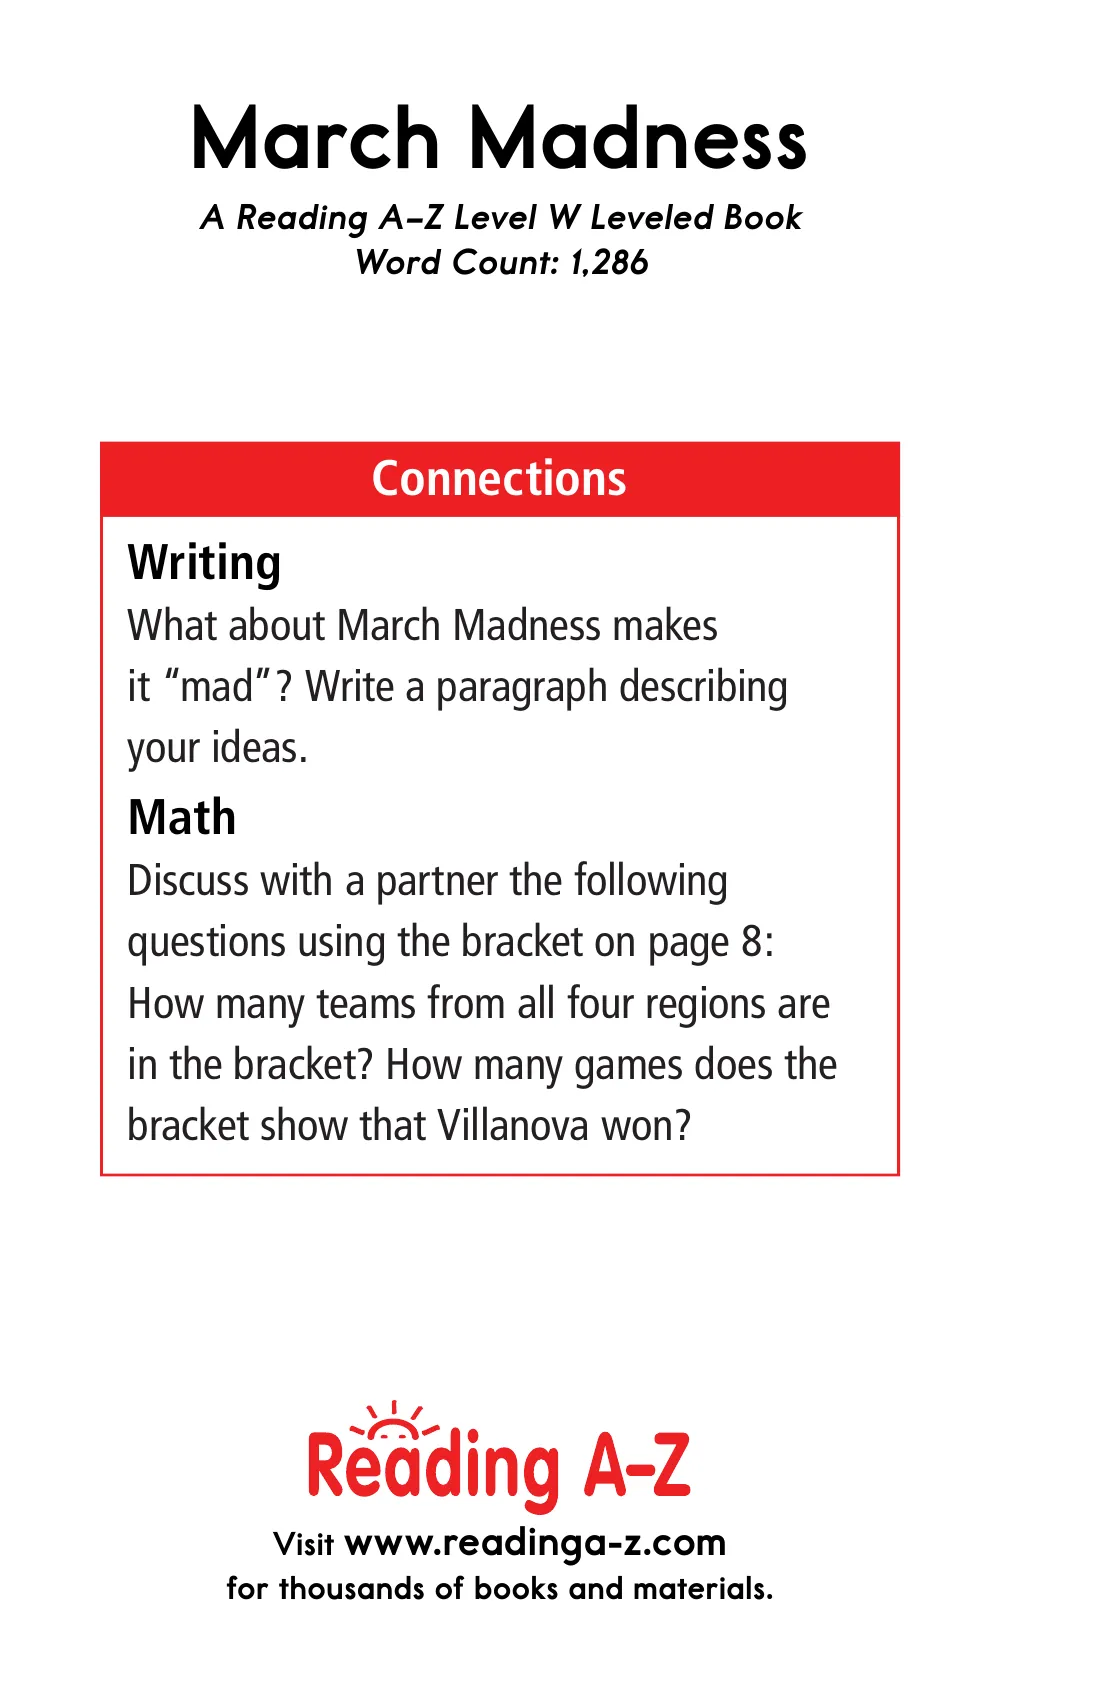 March Madness
A Reading A–Z Level W Leveled Book
Word Count: 1,286
Connections
Writing
What about March Madness makes
it “mad”? Write a paragraph describing
your ideas.
Math
Discuss with a partner the following
questions using the bracket on page 8:
How many teams from all four regions are
in the bracket? How many games does the
bracket show that Villanova won?
Reading A–Z
Visit www.readinga-z.com
for thousands of books and materials.